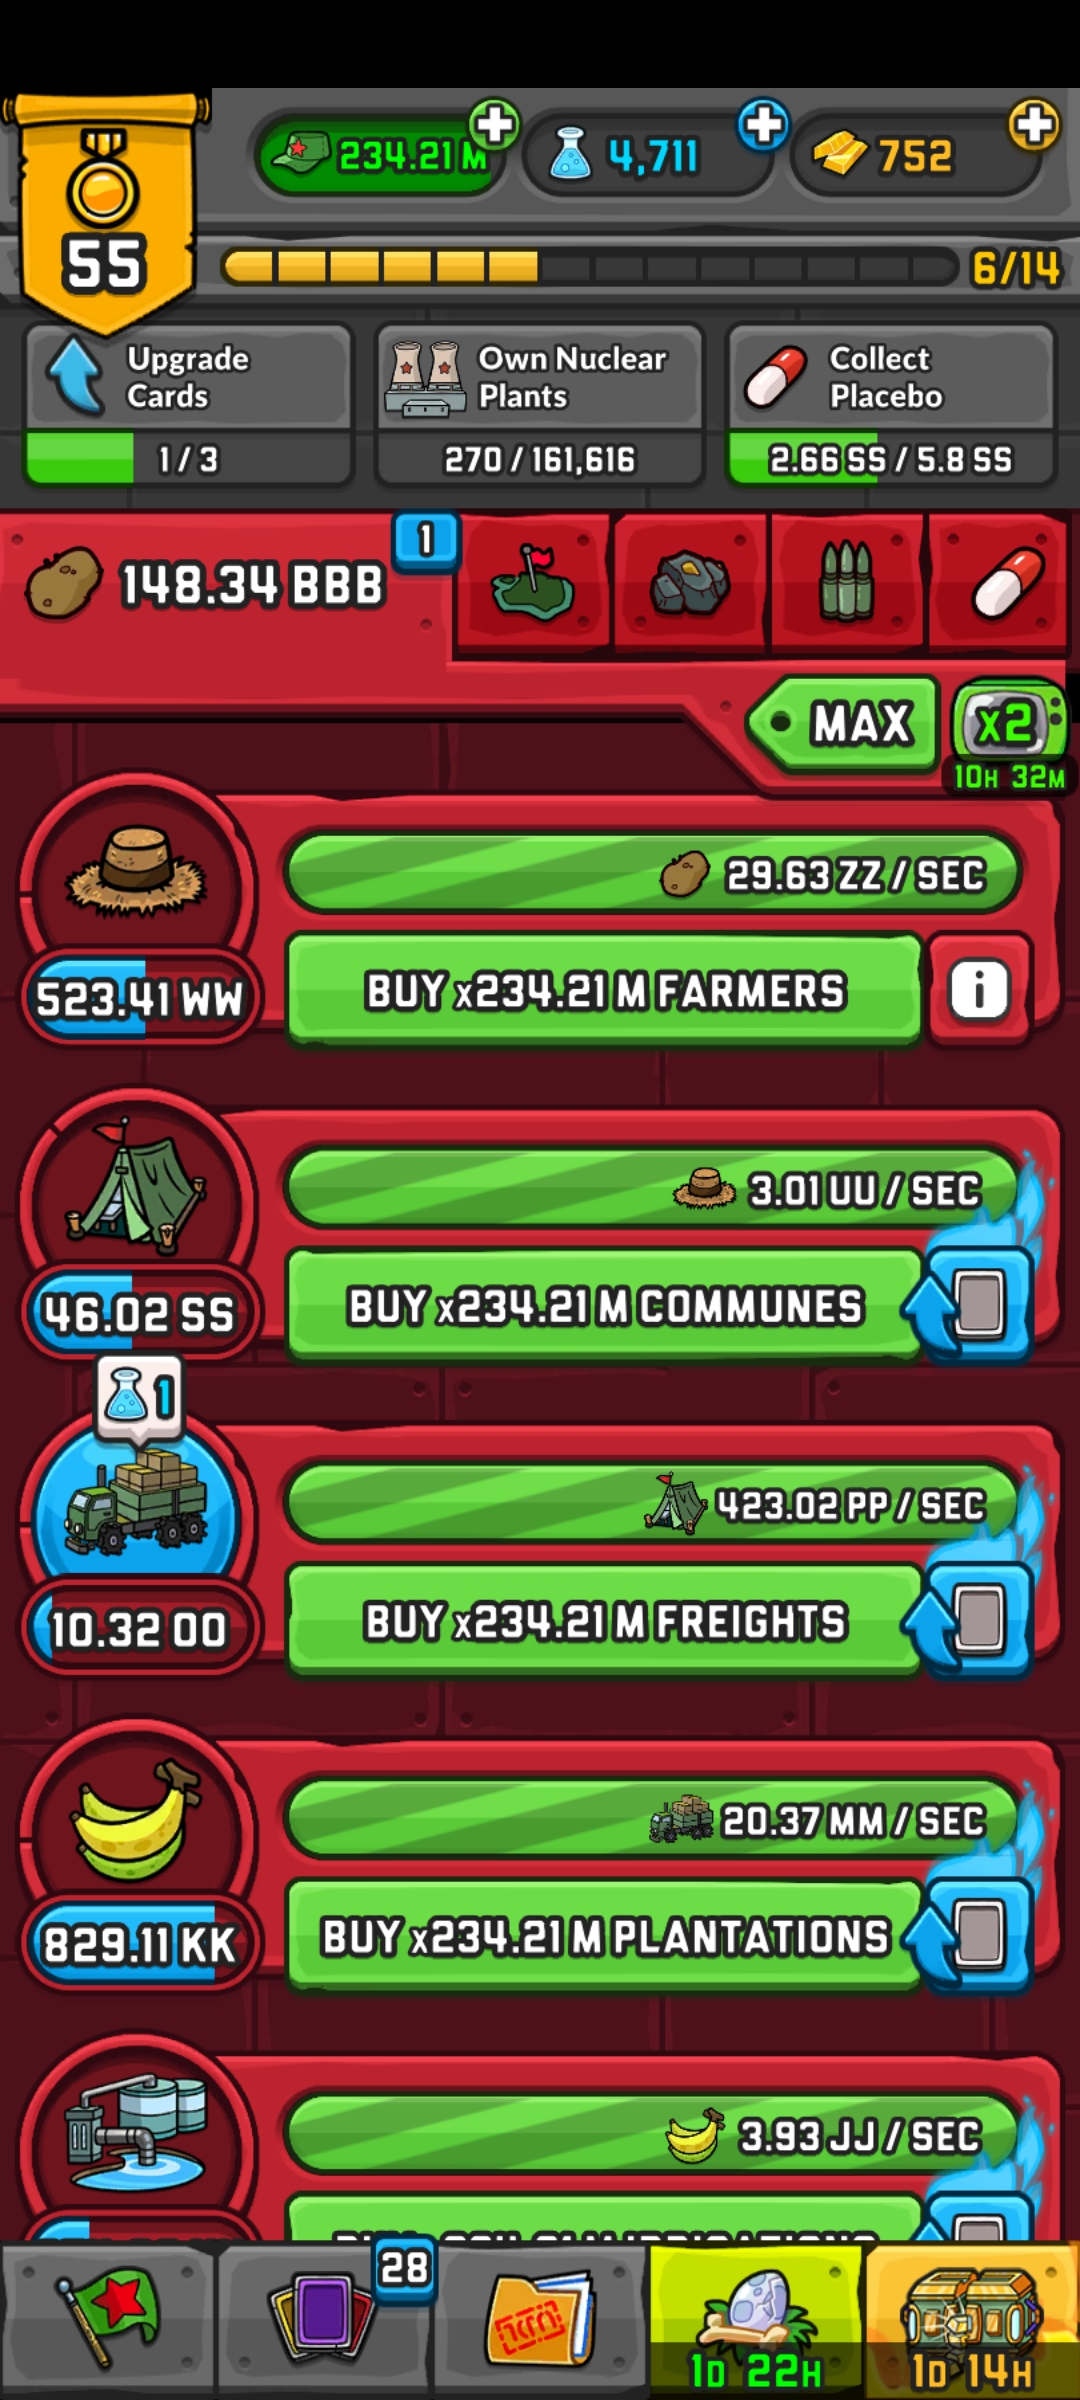 234.21 M
4,711
752
55
6/14
Upgrade
Cards
1 / 3
Own Nuclear
Plants
270 / 161,616
Collect
Placebo
2.66 SS / 5.8 SS
148.34 BBB
1
MAX
x2
10H 32M
29.63 ZZ / SEC
523.41 WW
BUY x234.21 M FARMERS
i
3.01 UU / SEC
46.02 SS
BUY x234.21 M COMMUNES
1
423.02 PP / SEC
10.32 OO
BUY x234.21 M FREIGHTS
20.37 MM / SEC
829.11 KK
BUY x234.21 M PLANTATIONS
3.93 JJ / SEC
28
1D 22H
1D 14H